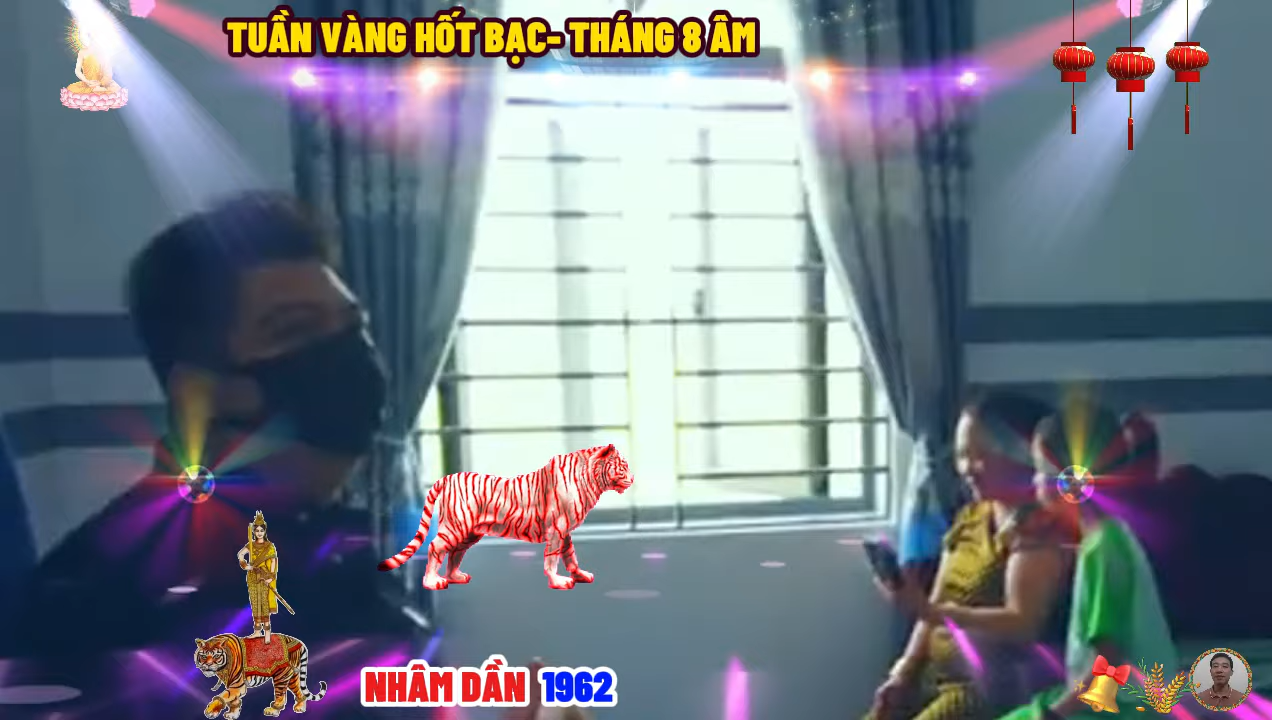 TUẦN VÀNG HỐT BẠC- THÁNG 8 ÂM
NHÂM DẦN 1962